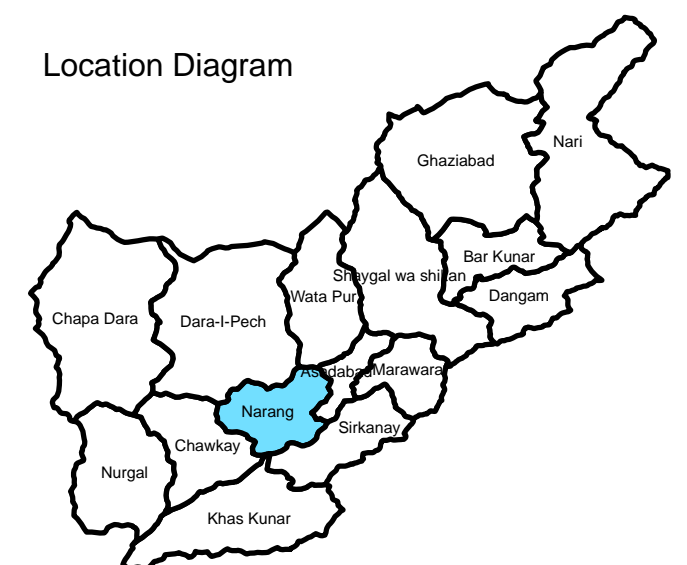 Location Diagram
Nari
Ghaziabad
Bar Kunar
Shaygal wa shiltan
Wata Pur
Dangam
Chapa Dara
Dara-I-Pech
Asadabad
Marawara
Narang
Sirkanay
Chawkay
Nurgal
Khas Kunar